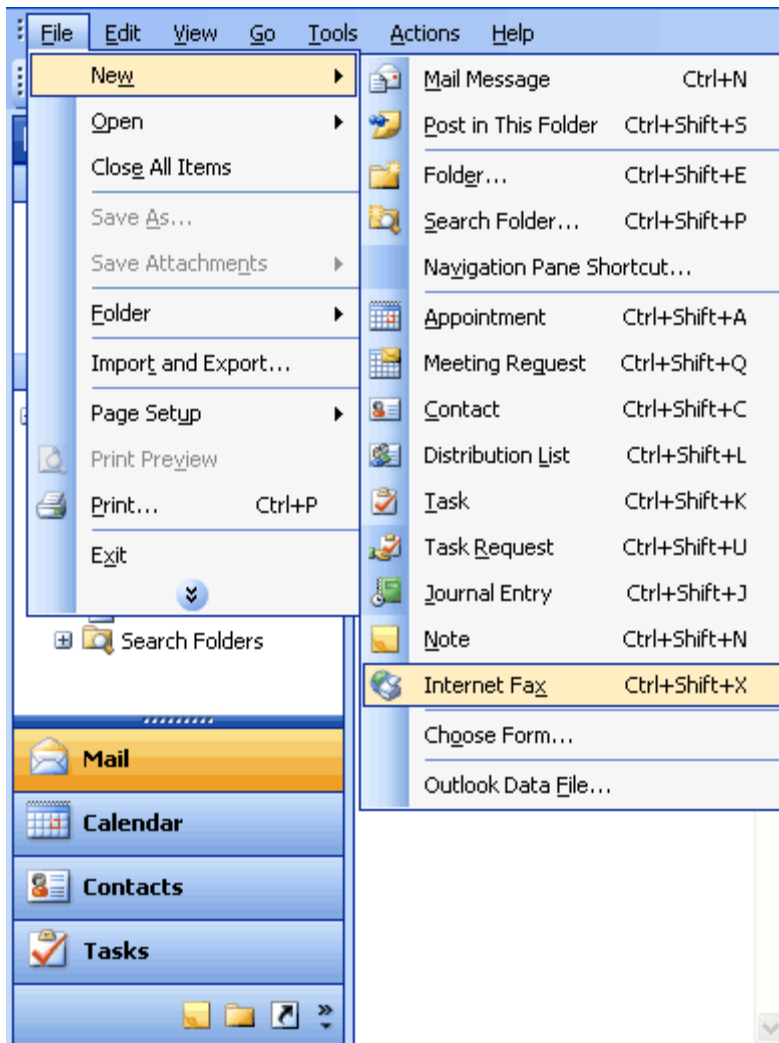 File Edit View Go Tools Actions Help
New
Open
Close All Items
Save As...
Save Attachments
Folder
Import and Export...
Page Setup
Print Preview
Print... Ctrl+P
Exit
Mail Message Ctrl+N
Post in This Folder Ctrl+Shift+S
Folder... Ctrl+Shift+E
Search Folder... Ctrl+Shift+P
Navigation Pane Shortcut...
Appointment Ctrl+Shift+A
Meeting Request Ctrl+Shift+Q
Contact Ctrl+Shift+C
Distribution List Ctrl+Shift+L
Task Ctrl+Shift+K
Task Request Ctrl+Shift+U
Journal Entry Ctrl+Shift+J
Note Ctrl+Shift+N
Internet Fax Ctrl+Shift+X
Choose Form...
Outlook Data File...
Search Folders
Mail
Calendar
Contacts
Tasks